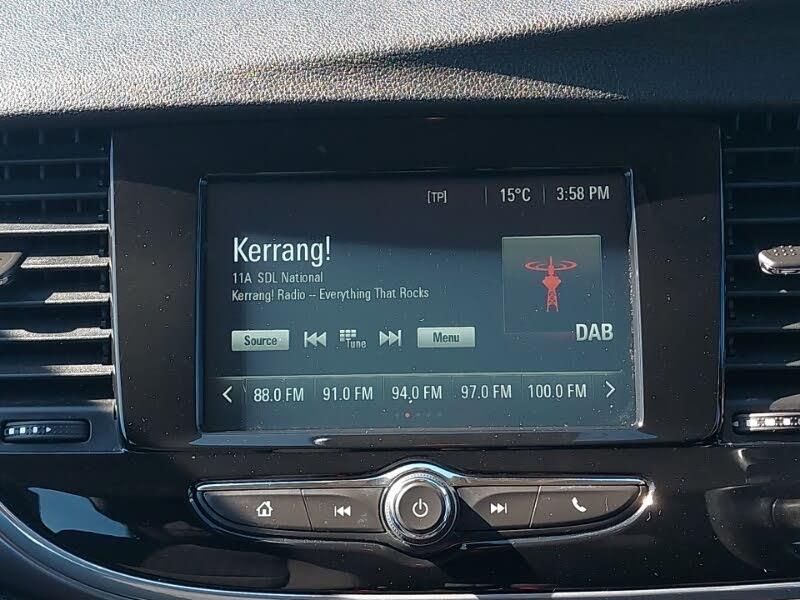 [TP] 15°C 3:58 PM
Kerrang!
11A SDL National
Kerrang! Radio -- Everything That Rocks
DAB
Source Tune Menu
88.0 FM 91.0 FM 94.0 FM 97.0 FM 100.0 FM